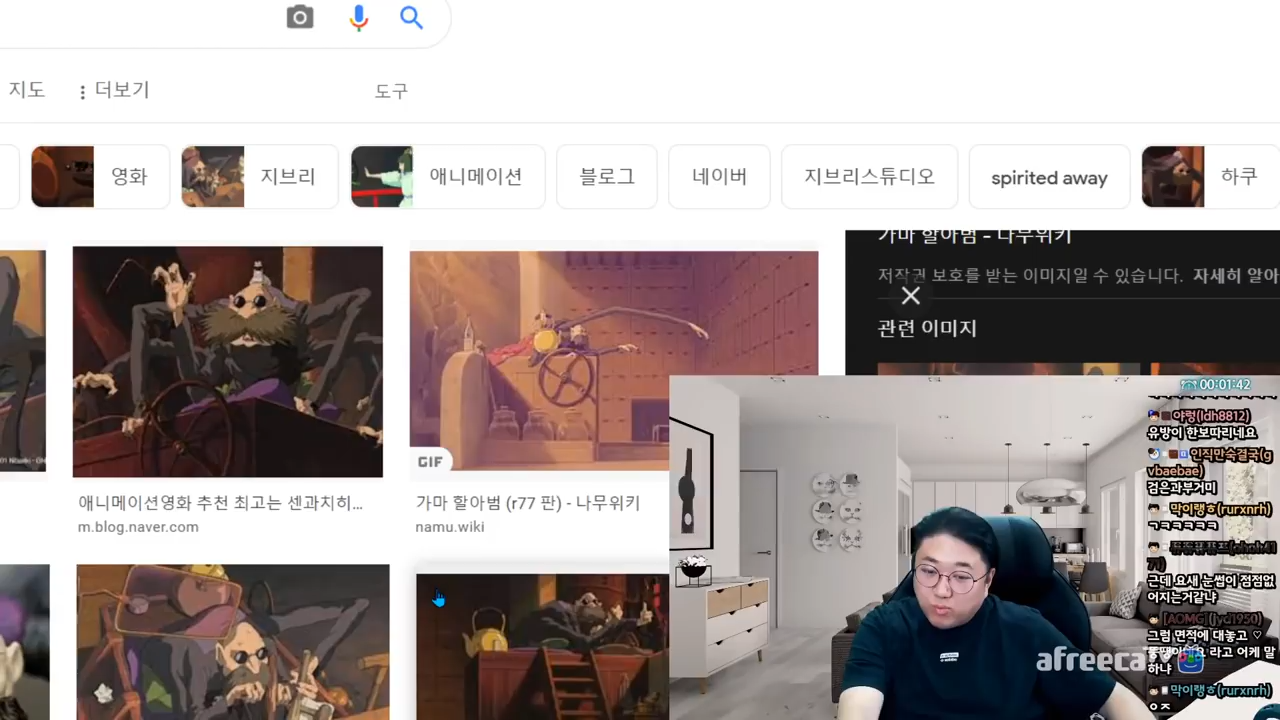 지도
더보기
도구
영화
지브리
애니메이션
블로그
네이버
지브리스튜디오
spirited away
하쿠
가마 할아범 - 나무위키
저작권 보호를 받는 이미지일 수 있습니다. 자세히 알아
관련 이미지
GIF
애니메이션영화 추천 최고는 센과치히...
m.blog.naver.com
가마 할아범 (r77 판) - 나무위키
namu.wiki
00:01:42
야렁(ldh8812)
유방이 한보따리네요
인직만속결국(g
vbaebae)
검은과부거미
막이랭ㅎ(rurxnrh)
ㅋㅋㅋㅋㅋㅋ
근데 요새 눈썹이 점점없
어지는거같냐
[AOMG](jyd1950)
그럼 면적에 대놓고 ♡
라고 어케 말
하냐
막이랭ㅎ(rurxnrh)
ㅇㅈ
afreecaTV